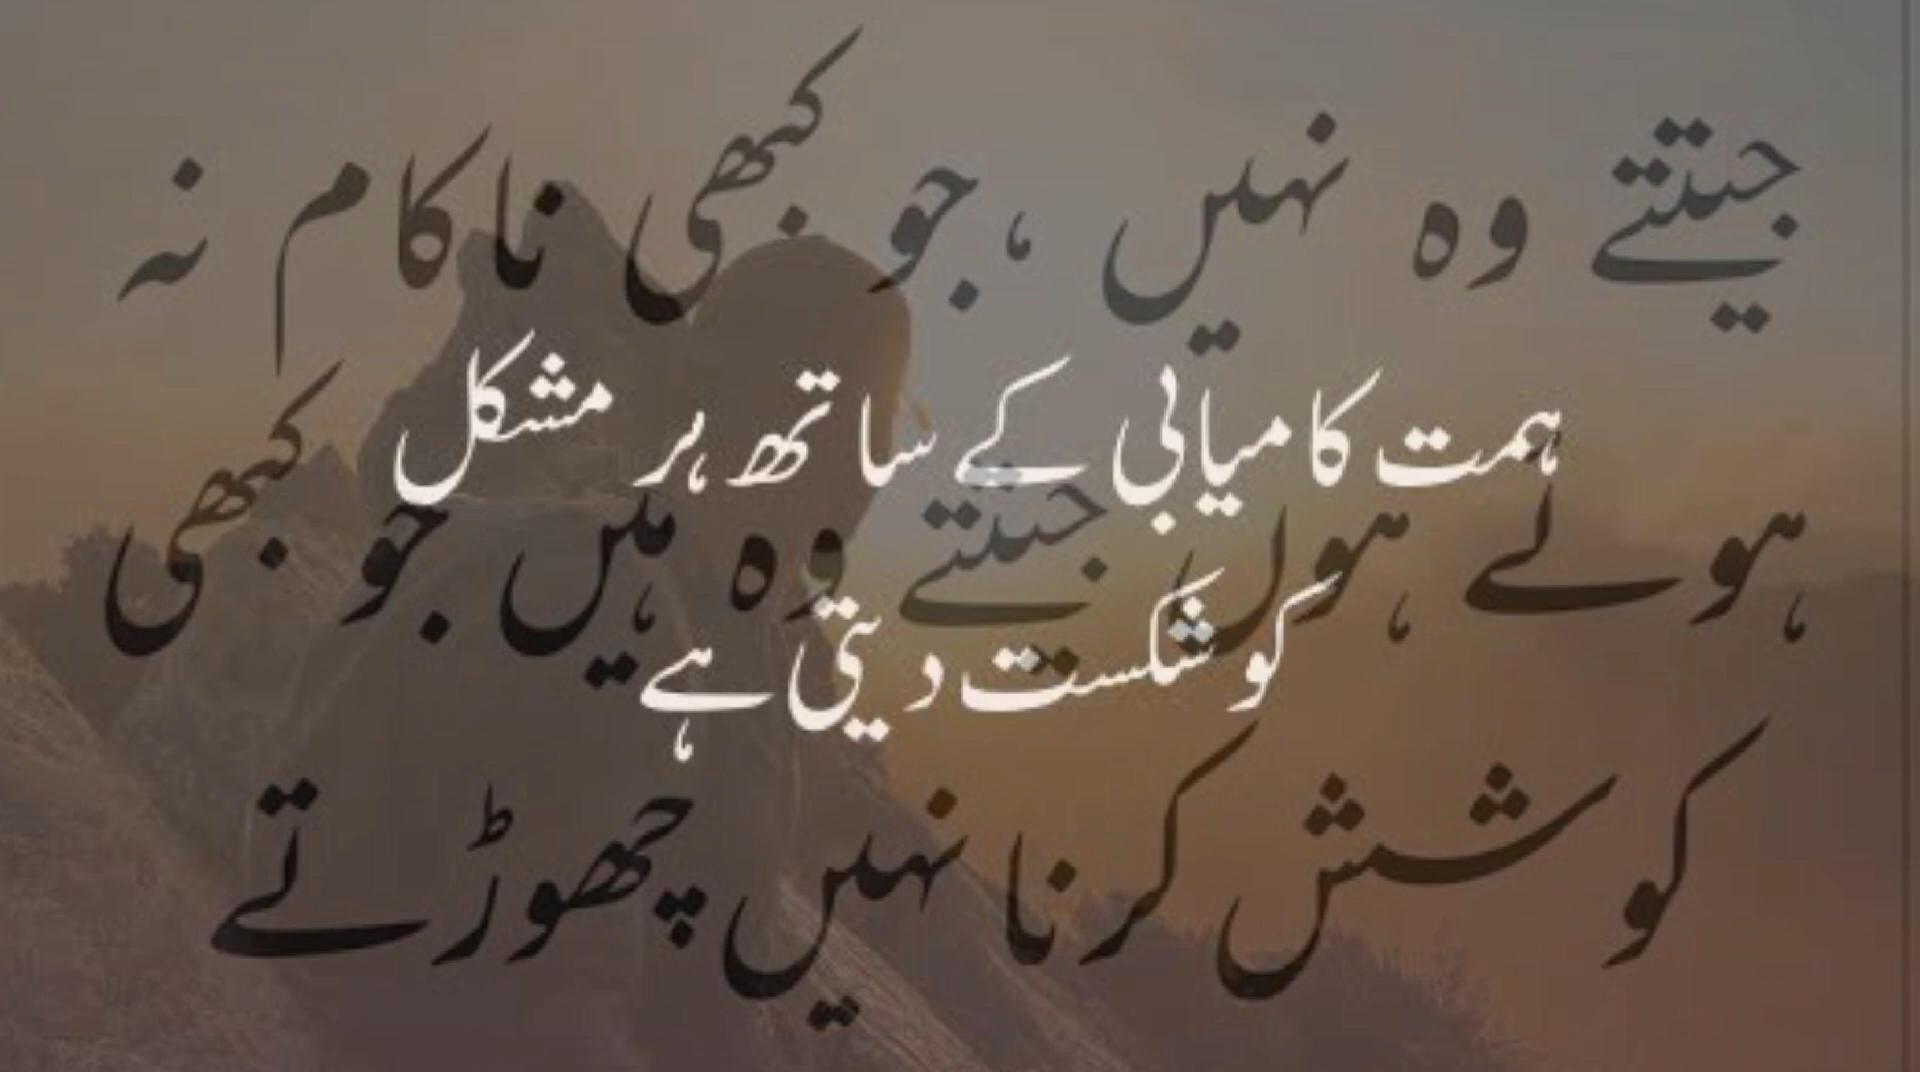 جیتتے وہ نہیں، جو کبھی ناکام نہ
ہمت کامیابی کے ساتھ ہر مشکل
ہوئے ہوں جیتتے وہ ہیں جو کبھی
کو شکست دیتی ہے
کوشش کرنا نہیں چھوڑتے